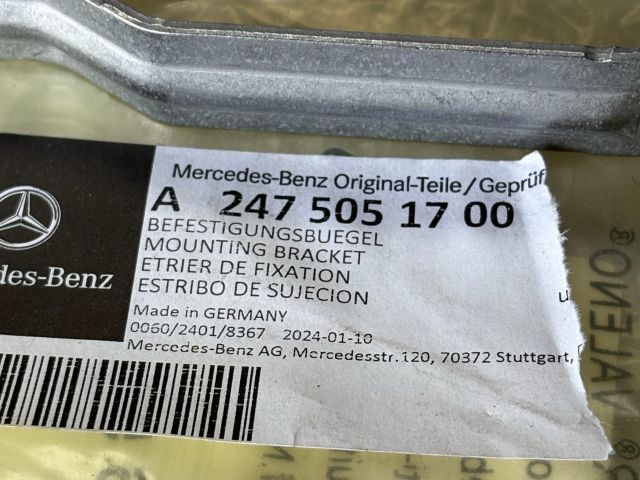 Mercedes-Benz Original-Teile/Geprüf
A 247 505 17 00
BEFESTIGUNGSBUEGEL
MOUNTING BRACKET
ETRIER DE FIXATION
ESTRIBO DE SUJECION
Made in GERMANY
0060/2401/8367 2024-01-10
Mercedes-Benz AG, Mercedesstr.120, 70372 Stuttgart,
des-Benz
VALENO®